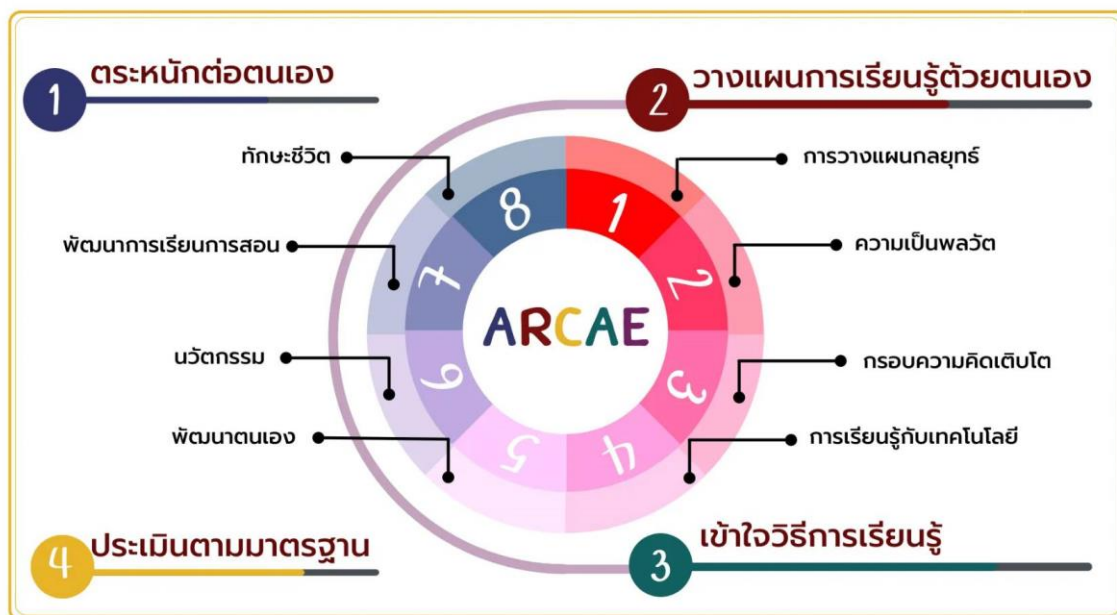 1
ตระหนักต่อตนเอง
2
วางแผนการเรียนรู้ด้วยตนเอง
ทักษะชีวิต
การวางแผนกลยุทธ์
พัฒนาการเรียนการสอน
ความเป็นพลวัต
นวัตกรรม
กรอบความคิดเติบโต
พัฒนาตนเอง
การเรียนรู้กับเทคโนโลยี
8
1
7
2
ARCAE
6
3
5
4
4
ประเมินตามมาตรฐาน
3
เข้าใจวิธีการเรียนรู้